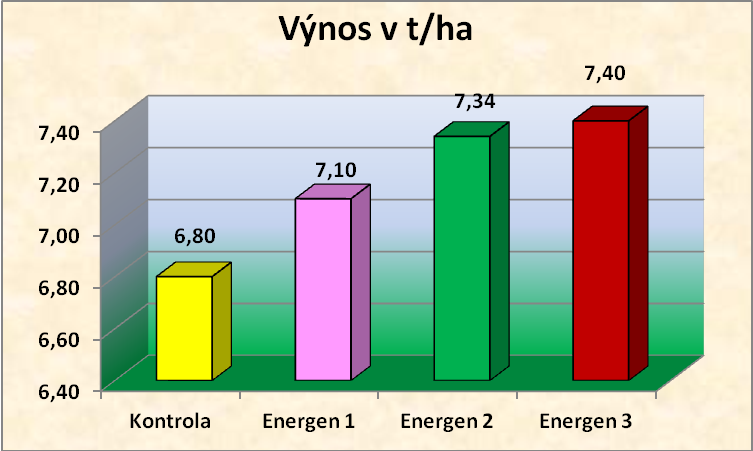 Výnos v t/ha
7,40
7,20
7,00
6,80
6,60
6,40
6,80
7,10
7,34
7,40
Kontrola
Energen 1
Energen 2
Energen 3